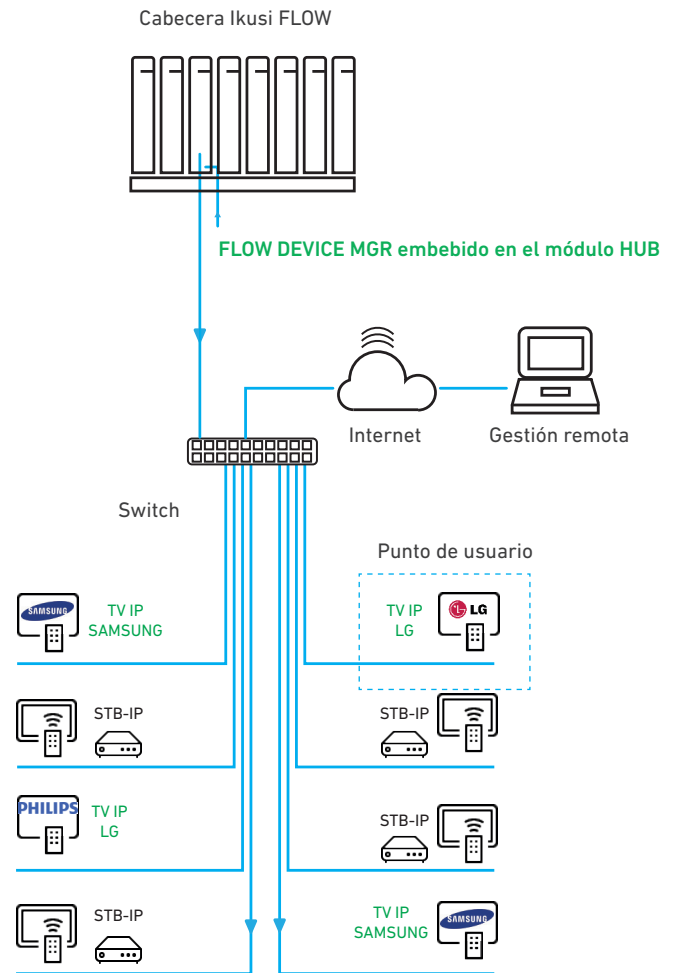 Cabecera Ikusi FLOW
FLOW DEVICE MGR embebido en el módulo HUB
Internet
Gestión remota
Switch
Punto de usuario
SAMSUNG
TV IP
SAMSUNG
TV IP
LG
LG
STB-IP
STB-IP
PHILIPS
TV IP
LG
STB-IP
STB-IP
TV IP
SAMSUNG
SAMSUNG